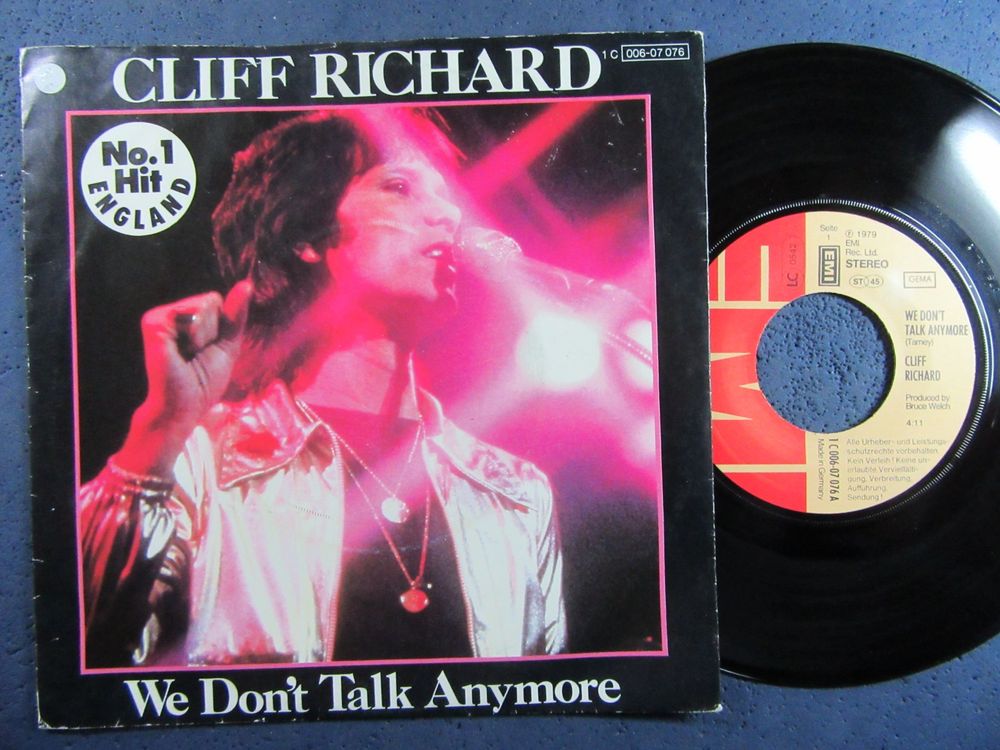 CLIFF RICHARD
1 C 006-07 076
No.1
Hit
ENGLAND
We Don't Talk Anymore
Seite
1
EMI
℗ 1979
EMI
Rec. Ltd.
STEREO
ST 45
GEMA
LC 0542
WE DON'T
TALK ANYMORE
(Tarney)
CLIFF
RICHARD
Produced by
Bruce Welch
4:11
1 C 006-07 076 A
Made in Germany
Alle Urheber- und Leistungs-
schutzrechte vorbehalten.
Kein Verleih! Keine un-
erlaubte Vervielfälti-
gung, Verbreitung,
Aufführung,
Sendung!